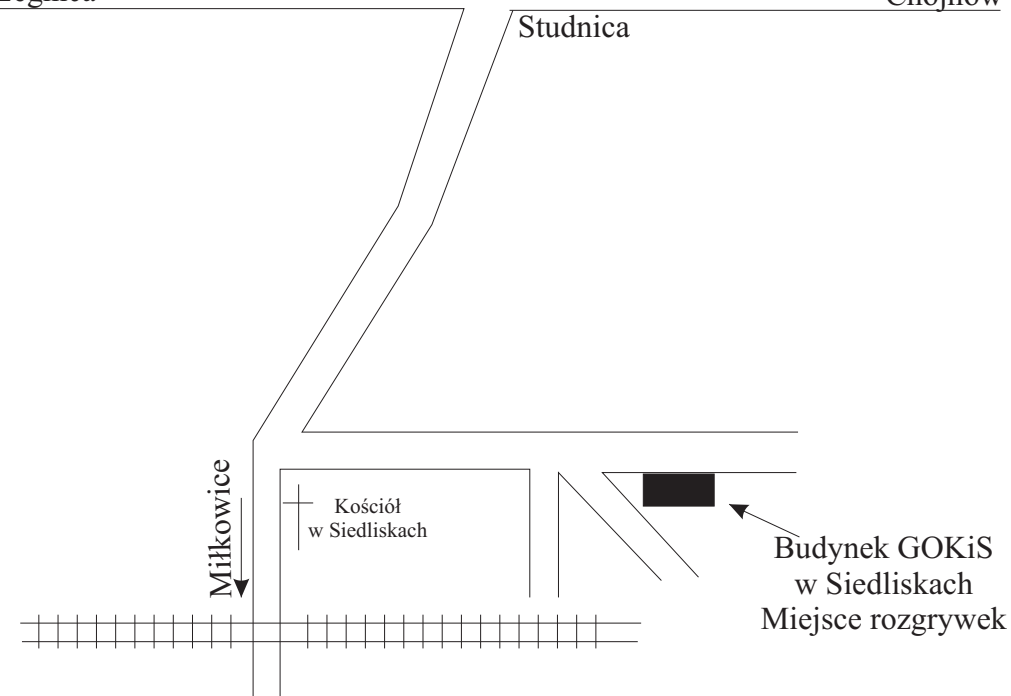 Studnica
Miłkowice
Kościół
w Siedliskach
Budynek GOKiS
w Siedliskach
Miejsce rozgrywek